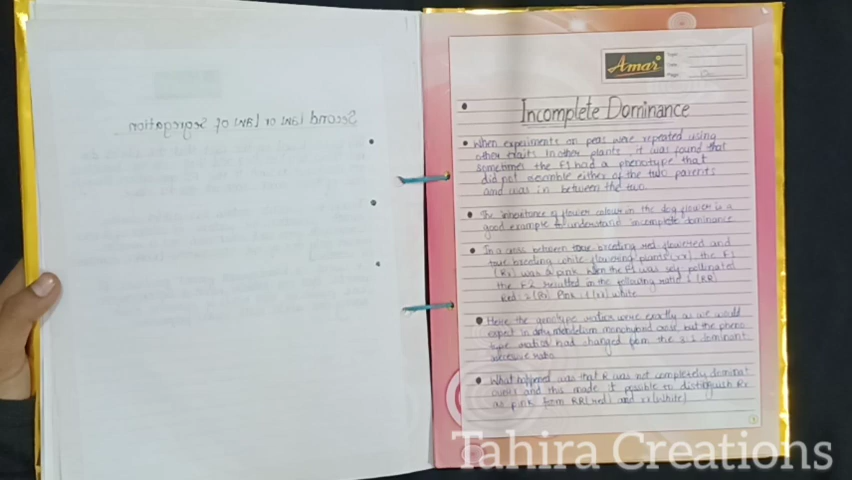 Second Law or Law of Segregation
Amar
Topic
Date
Page
Incomplete Dominance
When experiments on peas were repeated using
other traits in other plants, it was found that
sometimes the F1 had a phenotype that
did not resemble either of the two parents
and was in between the two
The inheritance of flower colour in the dog flower is a
good example to understand incomplete dominance
In a cross between true breeding red flowered and
true breeding white flowering plants (rr), the F1
(Rr) was a pink when the F1 was self pollinated
the F2 resulted in the following ratio 1 (RR)
Red: 2 (Rr) Pink : 1 (rr) white
Here the genotype ratios were exactly as we would
expect in any mendelism monohybrid cross, but the pheno
type ratios had changed from the 3:1 dominant
recessive ratio
What happened was that R was not completely dominant
over r and this made it possible to distinguish Rr
as pink from RR (red) and rr (White)
1
Tahira Creations